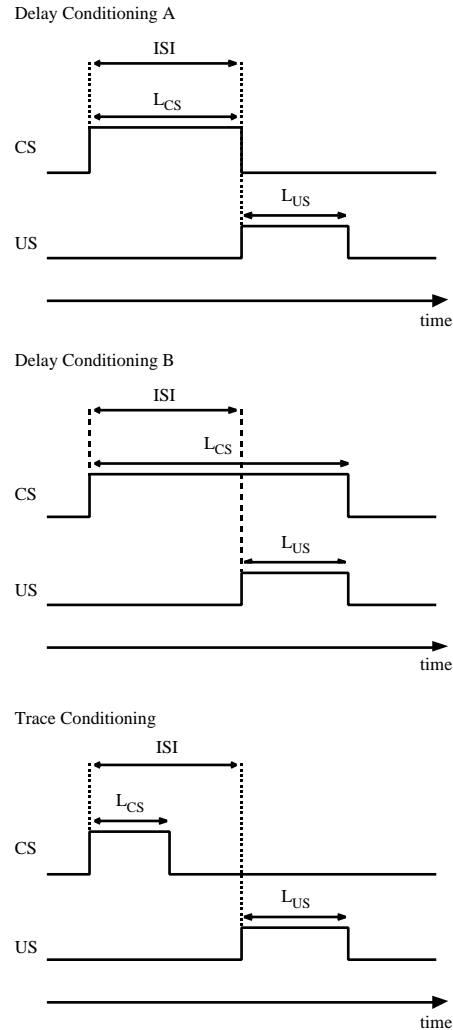 Delay Conditioning A
ISI
L_CS
CS
L_US
US
time
Delay Conditioning B
ISI
L_CS
CS
L_US
US
time
Trace Conditioning
ISI
L_CS
CS
L_US
US
time